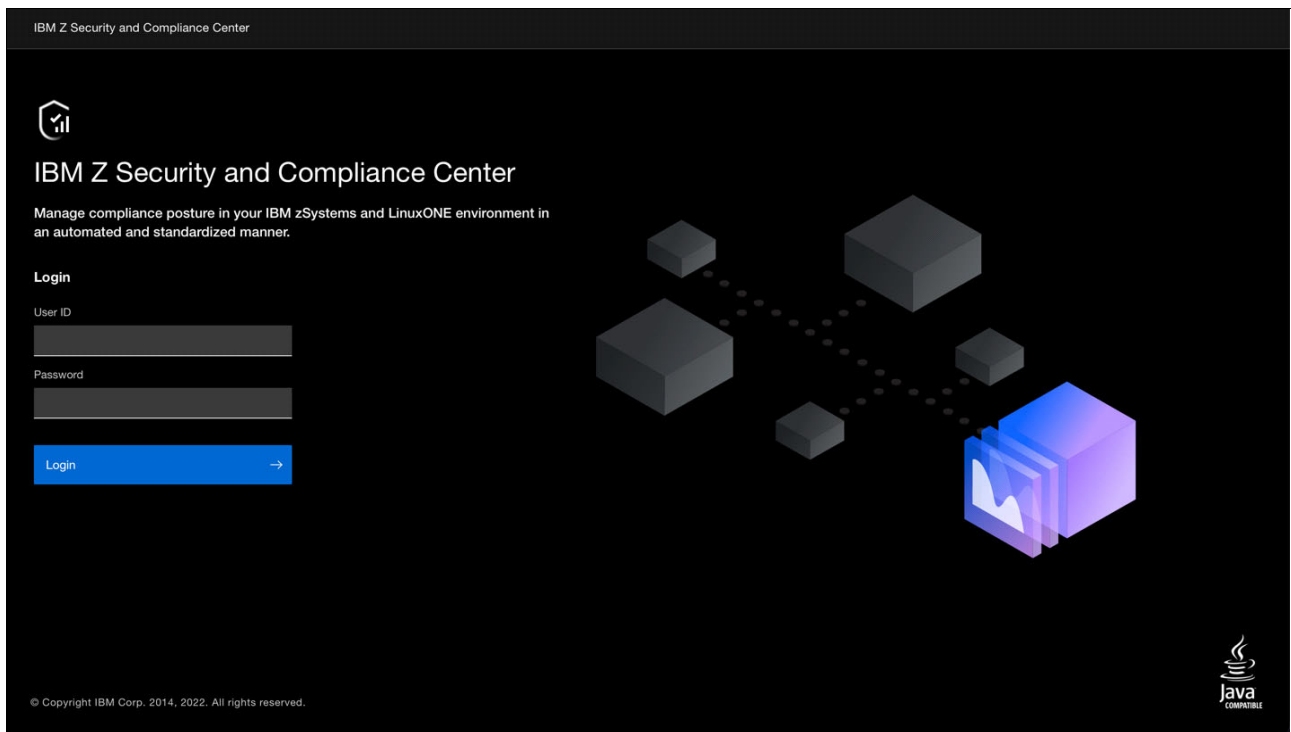 IBM Z Security and Compliance Center
IBM Z Security and Compliance Center
Manage compliance posture in your IBM zSystems and LinuxONE environment in
an automated and standardized manner.
Login
User ID
Password
Login
© Copyright IBM Corp. 2014, 2022. All rights reserved.
Java
COMPATIBLE